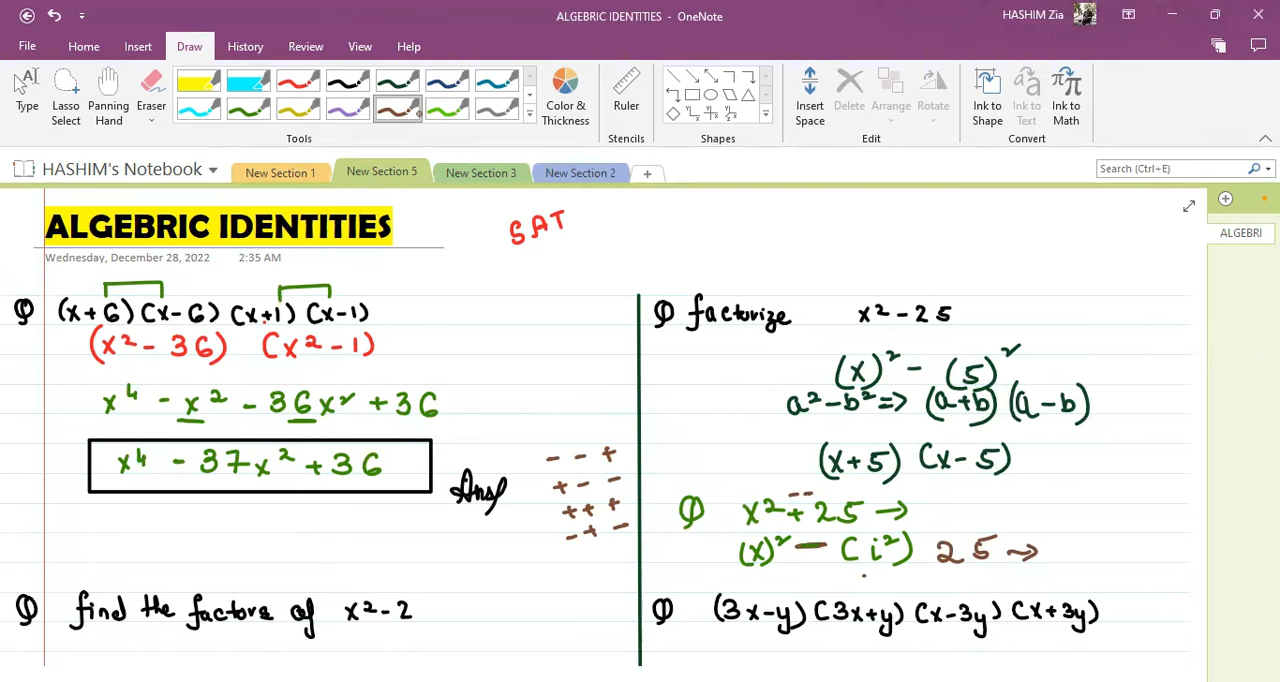 ALGEBRIC IDENTITIES - OneNote
HASHIM Zia
File Home Insert Draw History Review View Help
Type
Lasso Select
Panning Hand
Eraser
Color & Thickness
Ruler
Insert Space
Delete
Arrange
Rotate
Ink to Shape
Ink to Text
Ink to Math
Tools
Stencils
Shapes
Edit
Convert
HASHIM's Notebook
New Section 1
New Section 5
New Section 3
New Section 2
Search (Ctrl+E)
ALGEBRI
ALGEBRIC IDENTITIES
SAT
Wednesday, December 28, 2022 2:35 AM
Q (x+6) (x-6) (x+1) (x-1)
(x² - 36) (x² - 1)
x⁴ - x² - 36x² + 36
x⁴ - 37x² + 36
Ans
- - +
+ - -
+ + +
- + -
Q find the factors of x² - 2
Q factorize x² - 25
(x)² - (5)²
a² - b² => (a+b) (a-b)
(x+5) (x-5)
Q x² + 25 →
(x)² - (i²) 25 →
Q (3x-y) (3x+y) (x-3y) (x+3y)